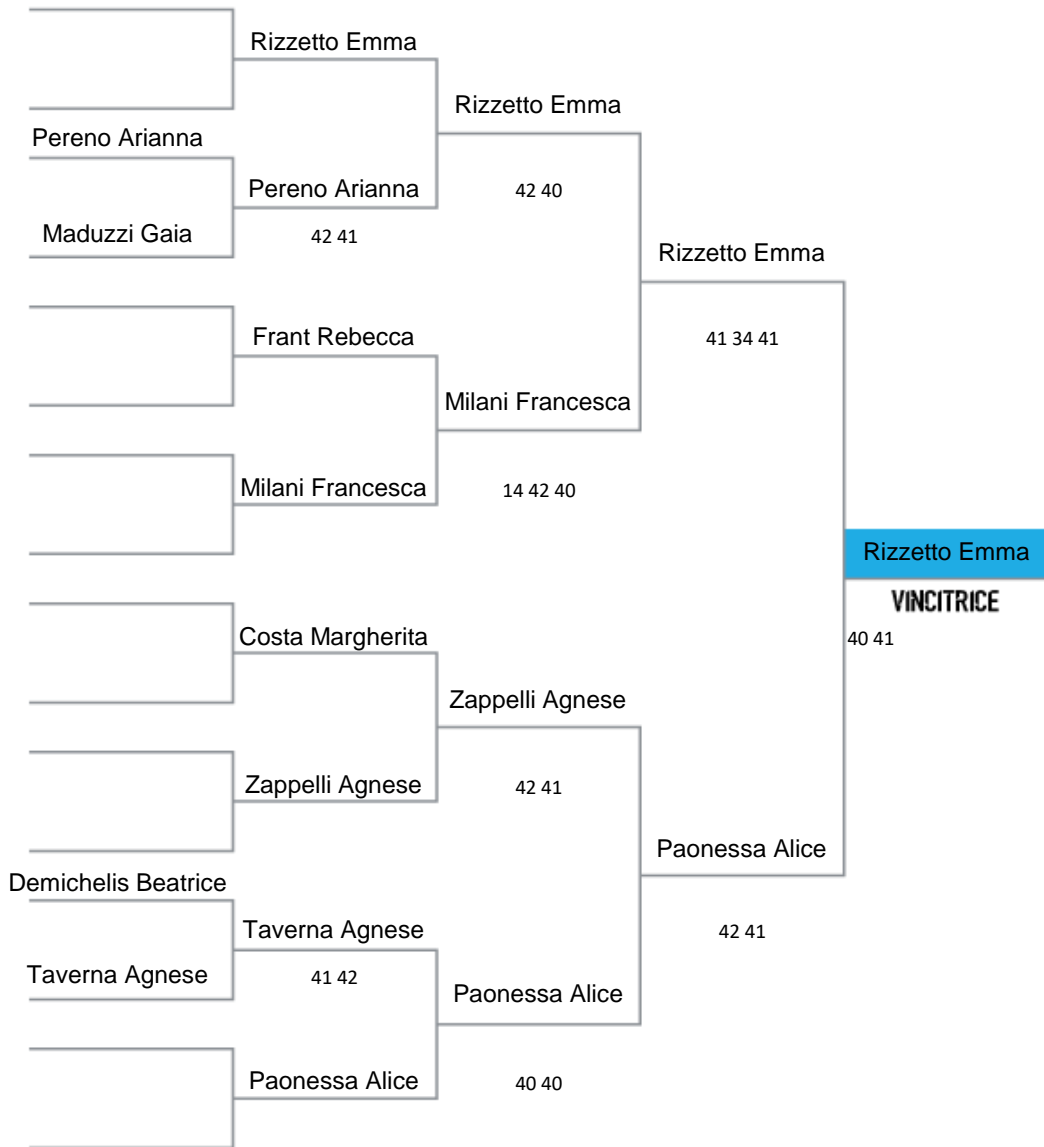 Rizzetto Emma
Rizzetto Emma
Pereno Arianna
Pereno Arianna
42 40
Maduzzi Gaia
42 41
Rizzetto Emma
Frant Rebecca
41 34 41
Milani Francesca
Milani Francesca
14 42 40
Rizzetto Emma
VINCITRICE
Costa Margherita
40 41
Zappelli Agnese
Zappelli Agnese
42 41
Paonessa Alice
Demichelis Beatrice
Taverna Agnese
42 41
Taverna Agnese
41 42
Paonessa Alice
Paonessa Alice
40 40